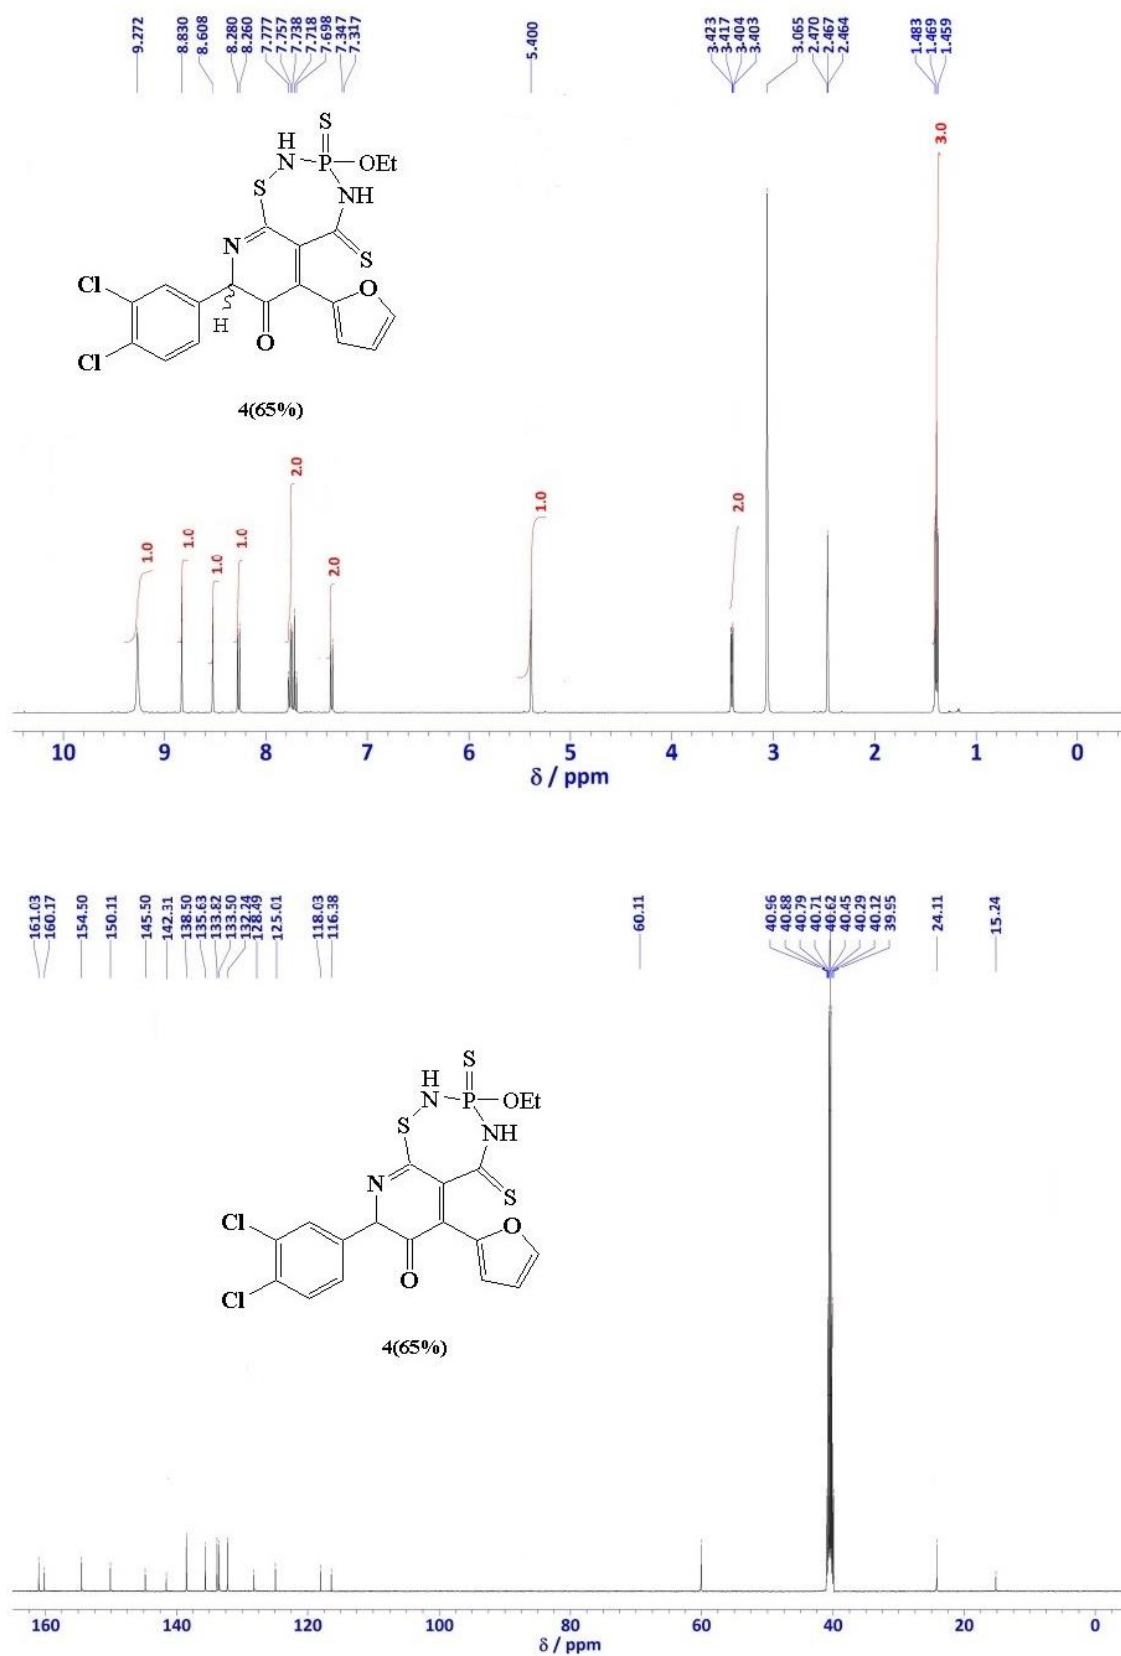 9.272 8.830 8.608 8.280 8.260 7.777 7.757 7.738 7.718 7.698 7.347 7.317 5.400 3.423 3.417 3.404 3.403 3.065 2.470 2.467 2.464 1.483 1.469 1.459
S
H
N P OEt
S NH
N S
Cl O
H
O
Cl
4(65%)
1.0 1.0 1.0 1.0 2.0 2.0 1.0 2.0 3.0
10 9 8 7 6 5 4 3 2 1 0
δ / ppm
161.03 160.17 154.50 150.11 145.50 142.31 138.50 135.63 133.82 133.50 132.24 128.49 125.01 118.03 116.38 60.11 40.96 40.88 40.79 40.71 40.62 40.45 40.29 40.12 39.95 24.11 15.24
S
H
N P OEt
S NH
N S
Cl O
O
Cl
4(65%)
160 140 120 100 80 60 40 20 0
δ / ppm